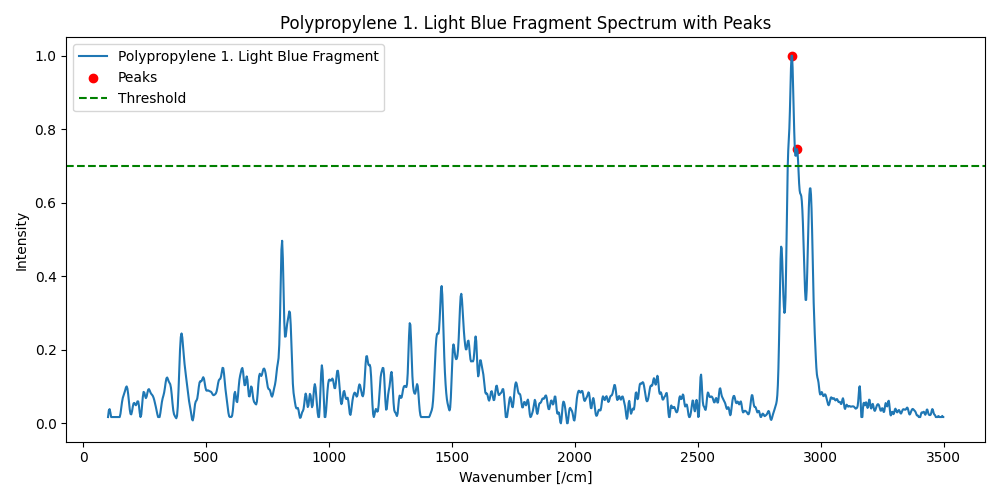 Polypropylene 1. Light Blue Fragment Spectrum with Peaks
Polypropylene 1. Light Blue Fragment
Peaks
Threshold
Intensity
1.0
0.8
0.6
0.4
0.2
0.0
0 500 1000 1500 2000 2500 3000 3500
Wavenumber [/cm]